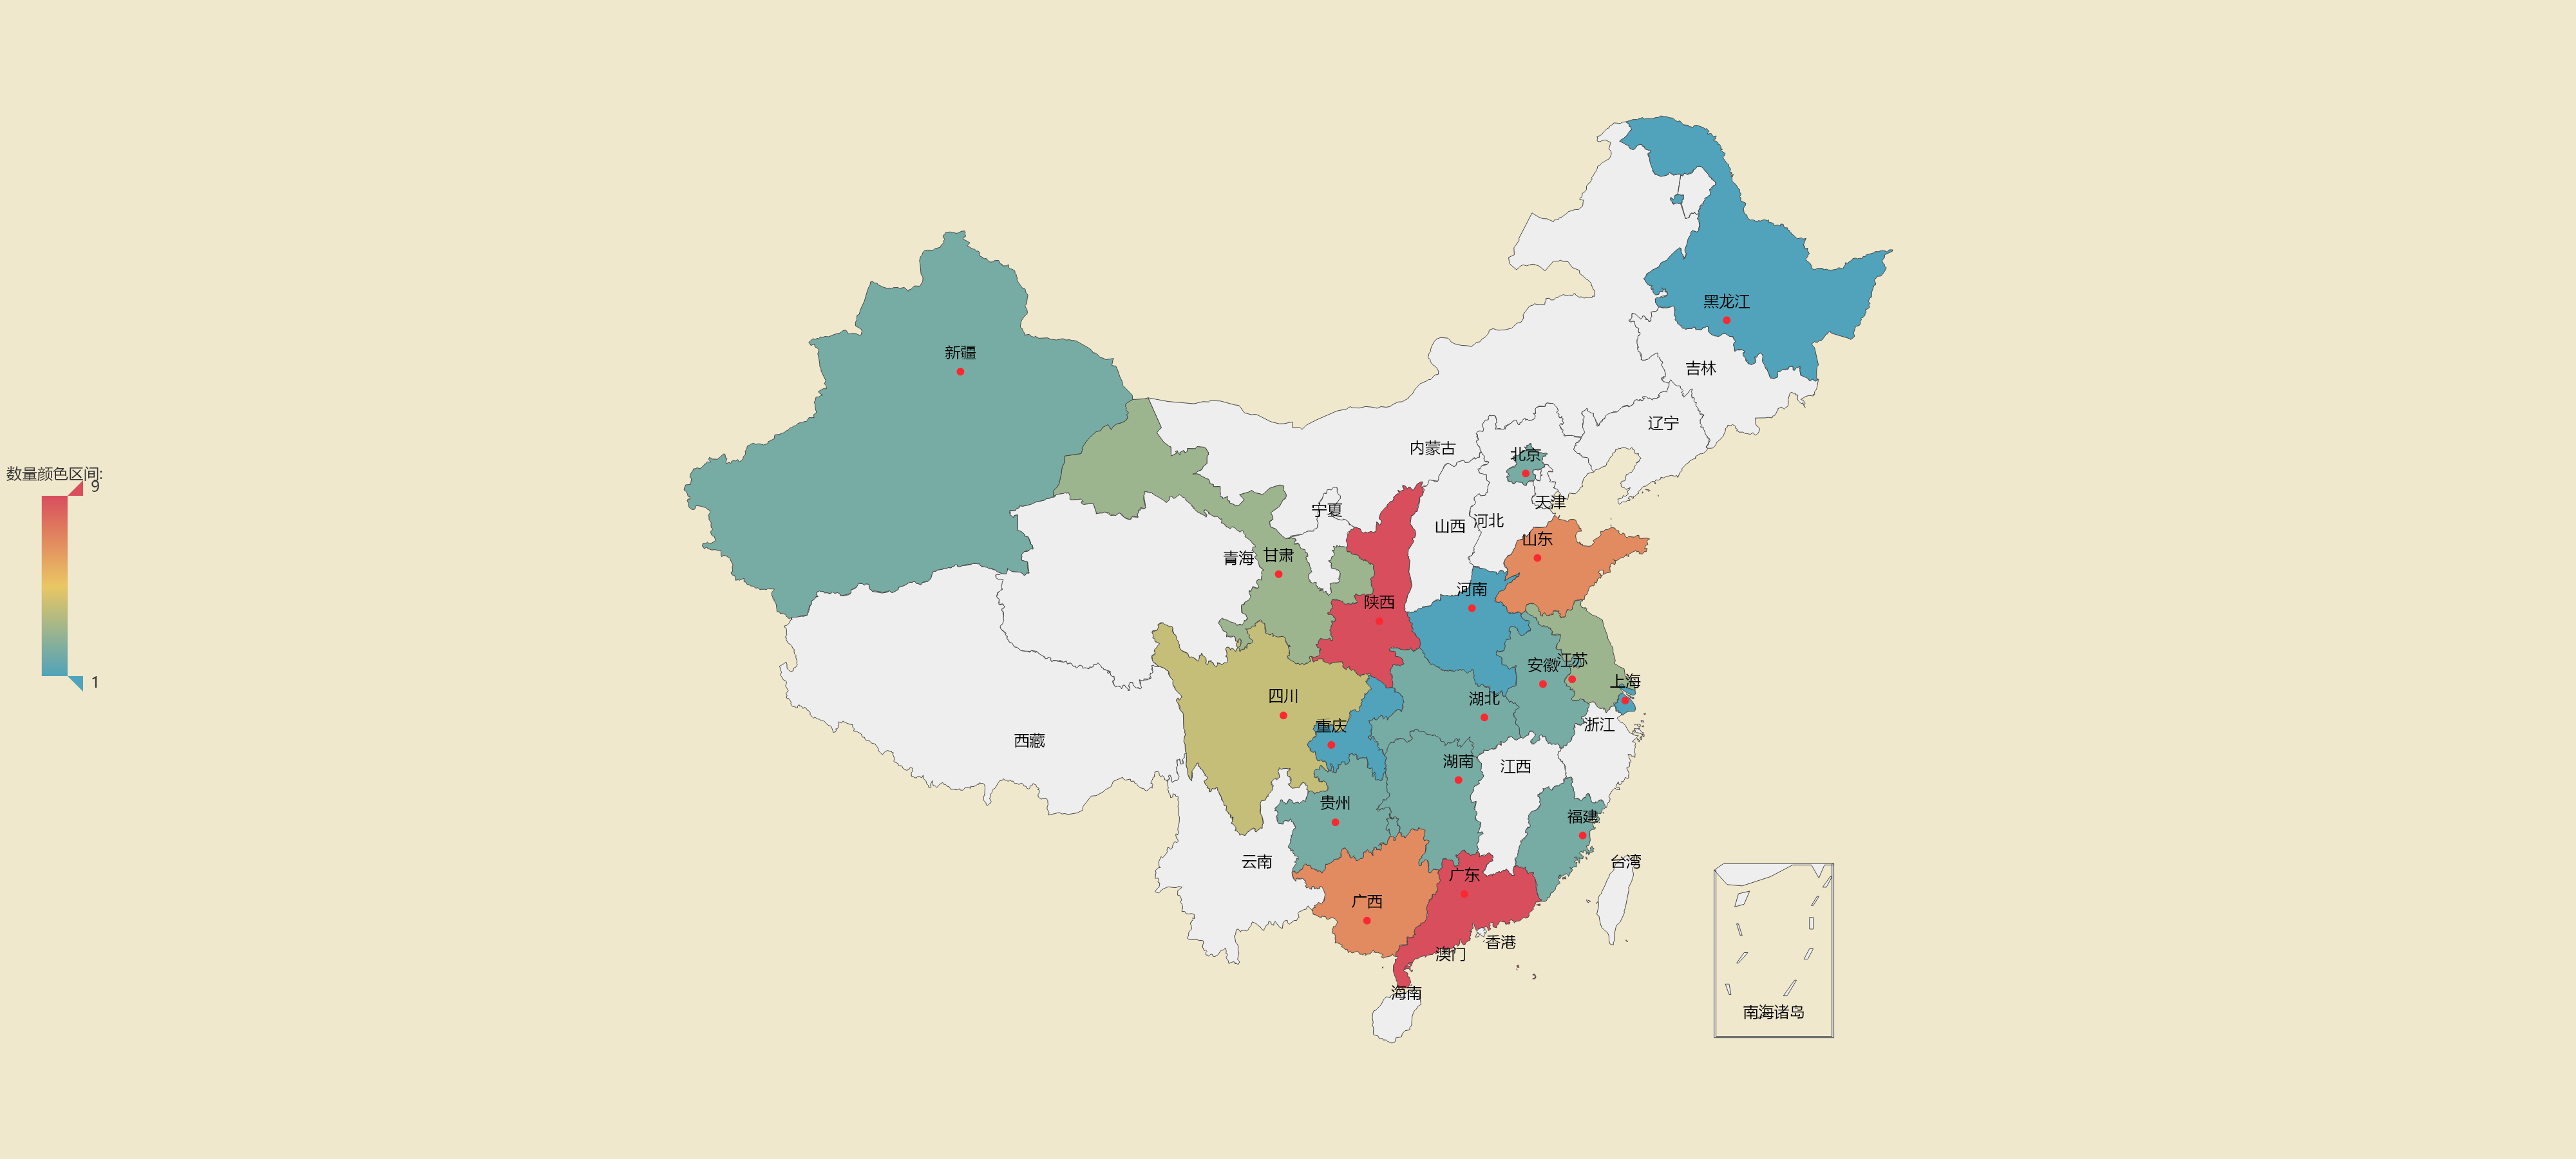 黑龙江
新疆
吉林
辽宁
内蒙古
北京
数量颜色区间:
9
天津
宁夏
河北
山西
山东
甘肃
青海
河南
陕西
江苏
安徽
上海
1
四川
湖北
浙江
重庆
西藏
湖南
江西
贵州
福建
云南
台湾
广东
广西
香港
澳门
海南
南海诸岛